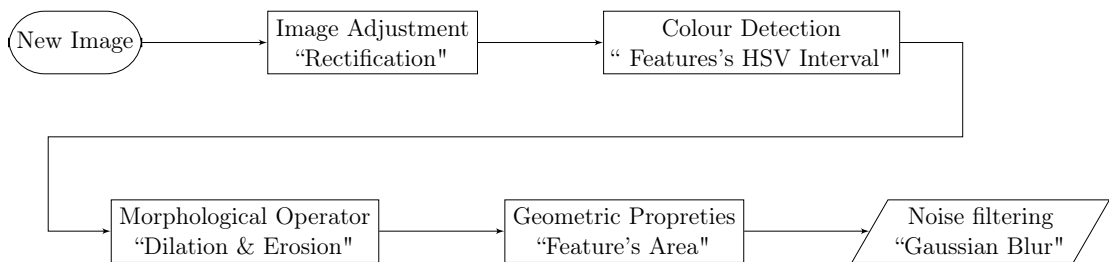 New Image
Image Adjustment
“Rectification"
Colour Detection
“ Features's HSV Interval"
Morphological Operator
“Dilation & Erosion"
Geometric Propreties
“Feature's Area"
Noise filtering
“Gaussian Blur"